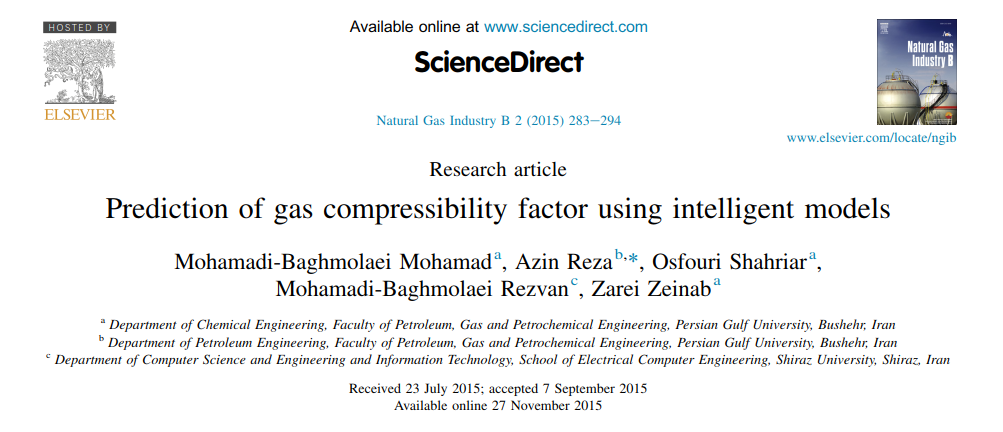 HOSTED BY
ELSEVIER
Available online at www.sciencedirect.com
ScienceDirect
Natural Gas Industry B 2 (2015) 283−294
Natural Gas
Industry B
www.elsevier.com/locate/ngib
Research article
Prediction of gas compressibility factor using intelligent models
Mohamadi-Baghmolaei Mohamad a, Azin Reza b,*, Osfouri Shahriar a,
Mohamadi-Baghmolaei Rezvan c, Zarei Zeinab a
a Department of Chemical Engineering, Faculty of Petroleum, Gas and Petrochemical Engineering, Persian Gulf University, Bushehr, Iran
b Department of Petroleum Engineering, Faculty of Petroleum, Gas and Petrochemical Engineering, Persian Gulf University, Bushehr, Iran
c Department of Computer Science and Engineering and Information Technology, School of Electrical Computer Engineering, Shiraz University, Shiraz, Iran
Received 23 July 2015; accepted 7 September 2015
Available online 27 November 2015